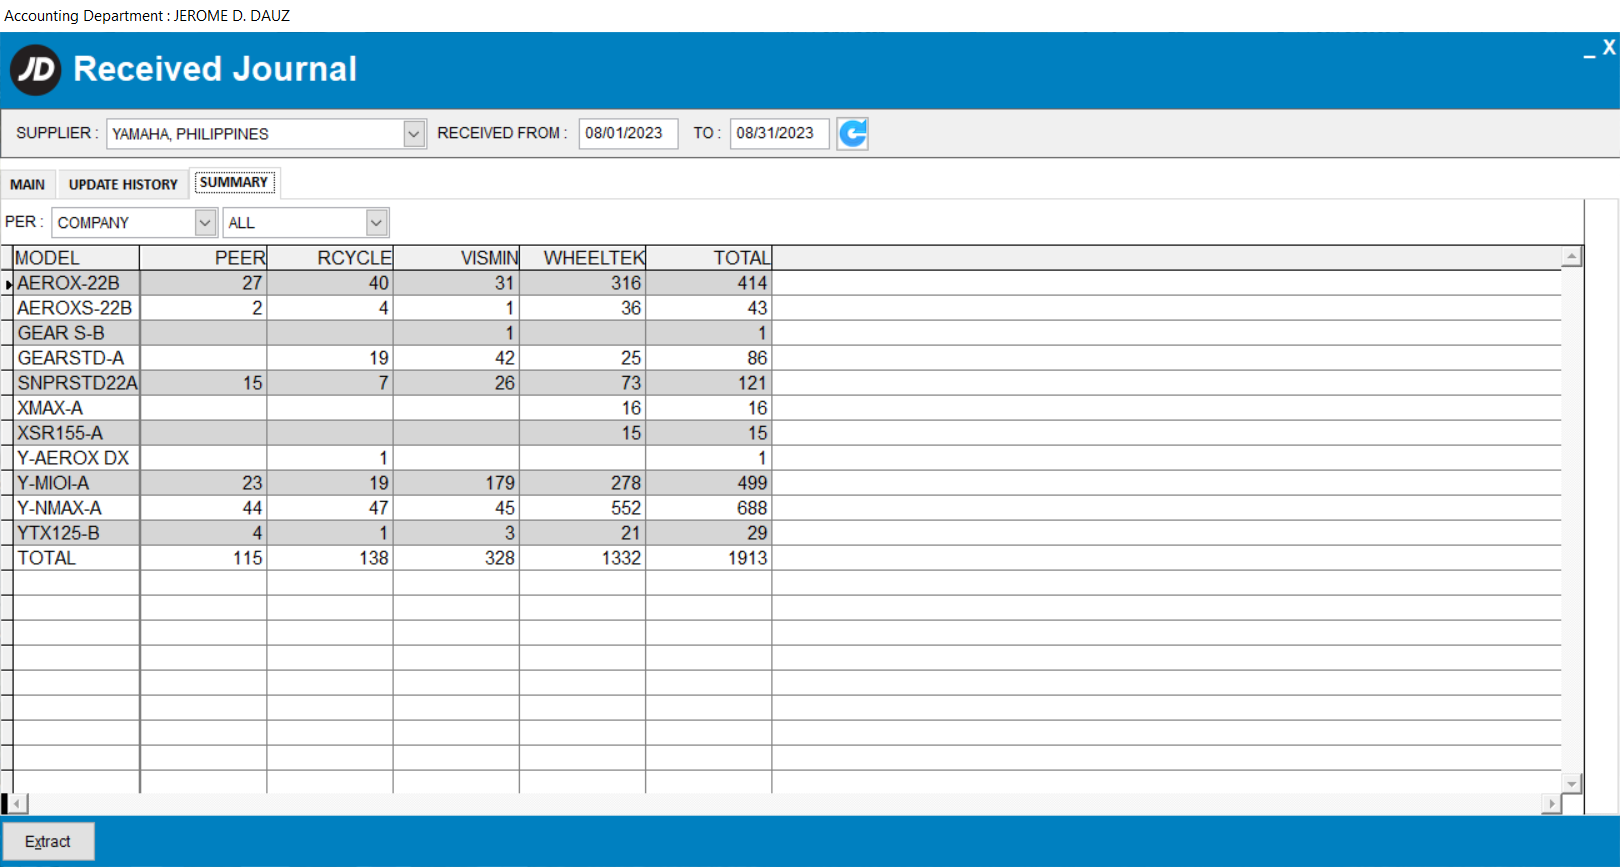 Accounting Department : JEROME D. DAUZ
JD Received Journal _ X
SUPPLIER : YAMAHA, PHILIPPINES RECEIVED FROM : 08/01/2023 TO : 08/31/2023
MAIN UPDATE HISTORY SUMMARY
PER : COMPANY ALL
MODEL PEER RCYCLE VISMIN WHEELTEK TOTAL
AEROX-22B 27 40 31 316 414
AEROXS-22B 2 4 1 36 43
GEAR S-B 1 1
GEARSTD-A 19 42 25 86
SNPRSTD22A 15 7 26 73 121
XMAX-A 16 16
XSR155-A 15 15
Y-AEROX DX 1 1
Y-MIOI-A 23 19 179 278 499
Y-NMAX-A 44 47 45 552 688
YTX125-B 4 1 3 21 29
TOTAL 115 138 328 1332 1913
Extract